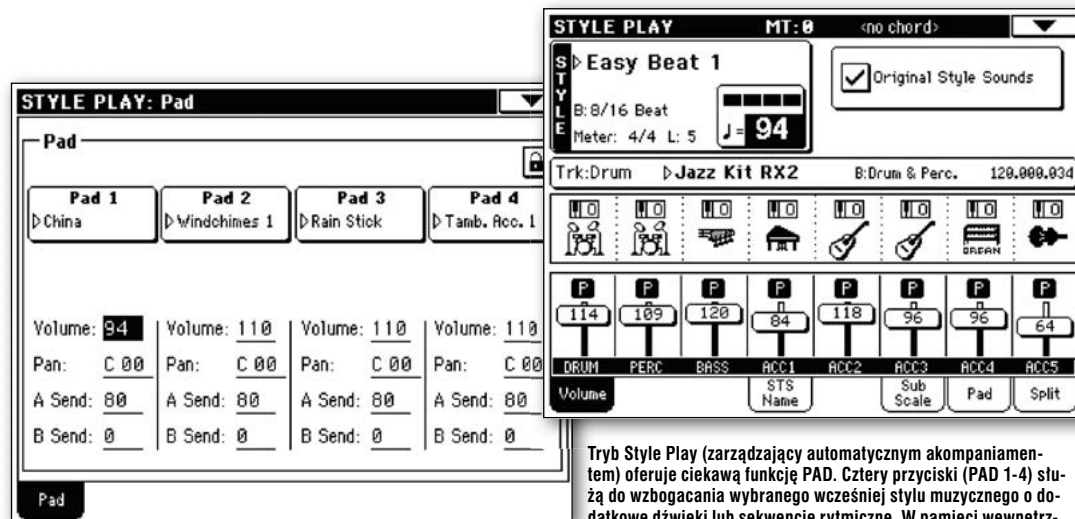 STYLE PLAY: Pad
Pad
Pad 1 Pad 2 Pad 3 Pad 4
China Windchimes 1 Rain Stick Tamb. Acc. 1
Volume: 94 Volume: 110 Volume: 110 Volume: 110
Pan: C 00 Pan: C 00 Pan: C 00 Pan: C 00
A Send: 80 A Send: 80 A Send: 80 A Send: 80
B Send: 0 B Send: 0 B Send: 0 B Send: 0
Pad
STYLE PLAY MT:0 <no chord>
STYLE
Easy Beat 1
Original Style Sounds
B:8/16 Beat
Meter: 4/4 L: 5 ♩= 94
Trk:Drum Jazz Kit RX2 B:Drum & Perc. 120.000.034
ORGAN
P P P P P P P P
114 109 120 84 118 96 96 64
DRUM PERC BASS ACC1 ACC2 ACC3 ACC4 ACC5
Volume STS Name Sub Scale Pad Split
Tryb Style Play (zarządzający automatycznym akompaniamen-
tem) oferuje ciekawą funkcję PAD. Cztery przyciski (PAD 1-4) słu-
żą do wzbogacania wybranego wcześniej stylu muzycznego o do-
datkowe dźwięki lub sekwencje rytmiczne. W pamięci wewnętrz-